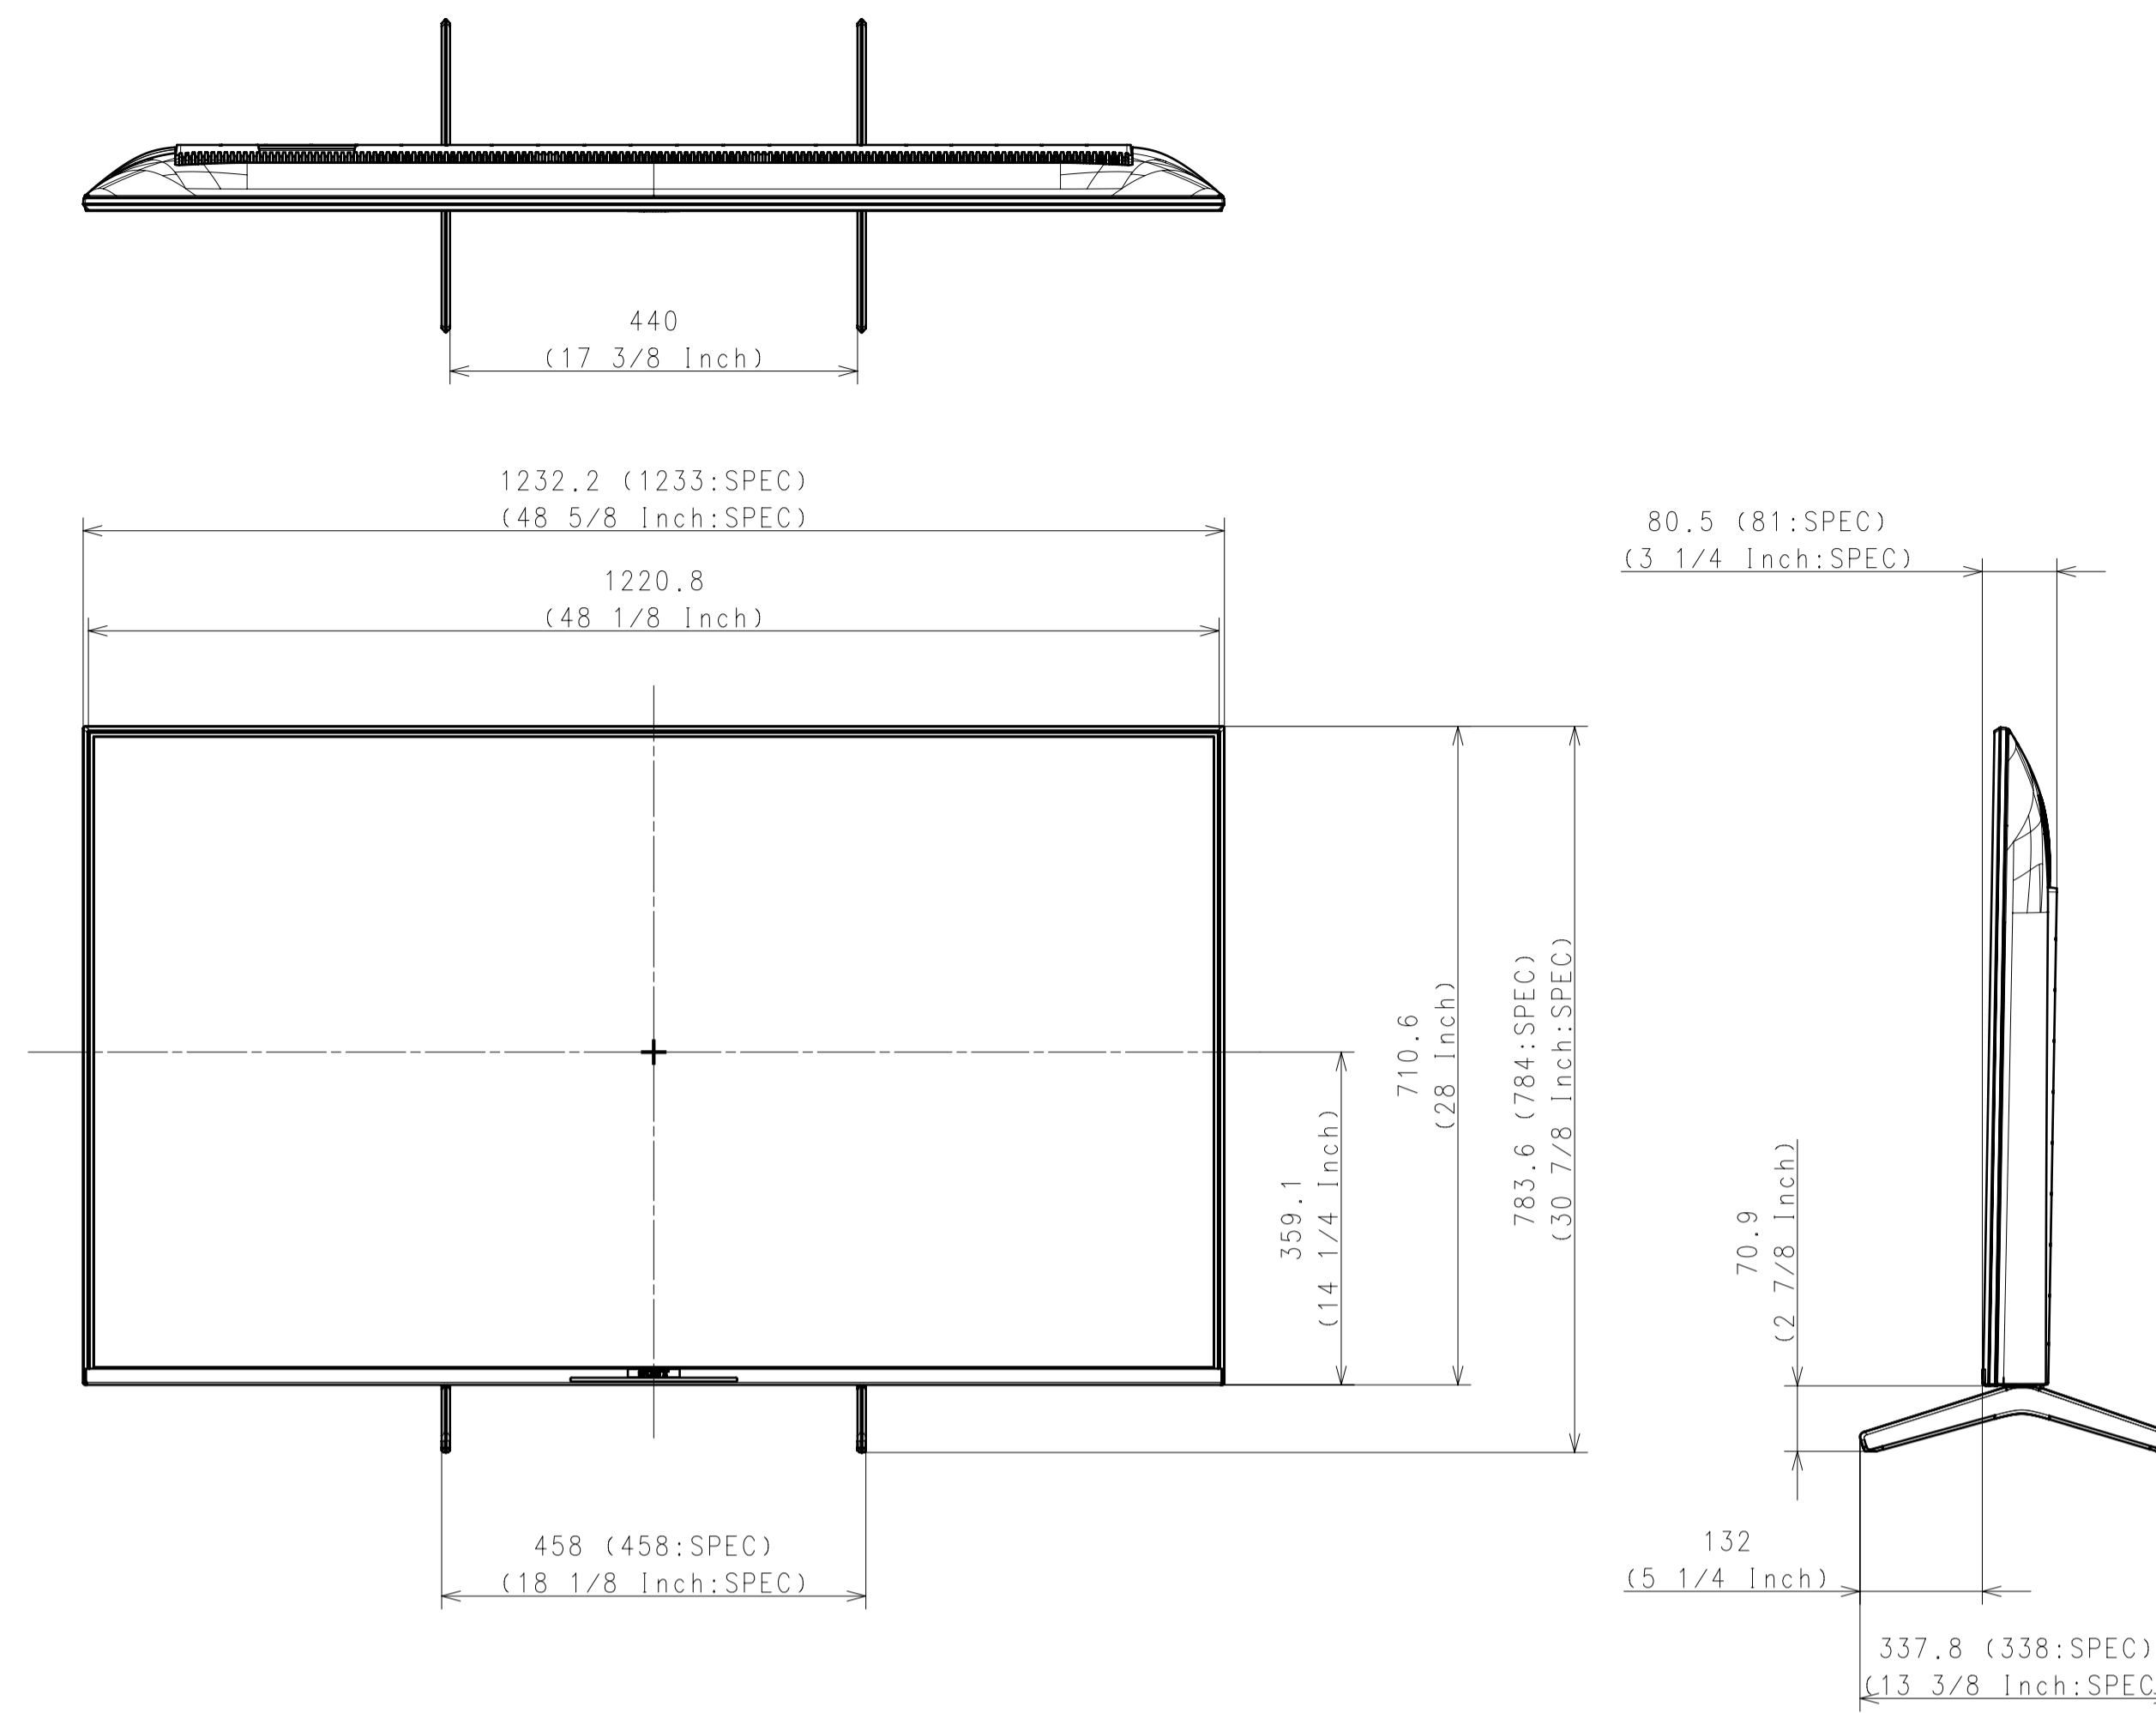 440
(17 3/8 Inch)
1232.2 (1233:SPEC)
(48 5/8 Inch:SPEC)
1220.8
(48 1/8 Inch)
80.5 (81:SPEC)
(3 1/4 Inch:SPEC)
359.1
(14 1/4 Inch)
710.6
(28 Inch)
783.6 (784:SPEC)
(30 7/8 Inch:SPEC)
70.9
(2 7/8 Inch)
458 (458:SPEC)
(18 1/8 Inch:SPEC)
132
(5 1/4 Inch)
337.8 (338:SPEC)
(13 3/8 Inch:SPEC